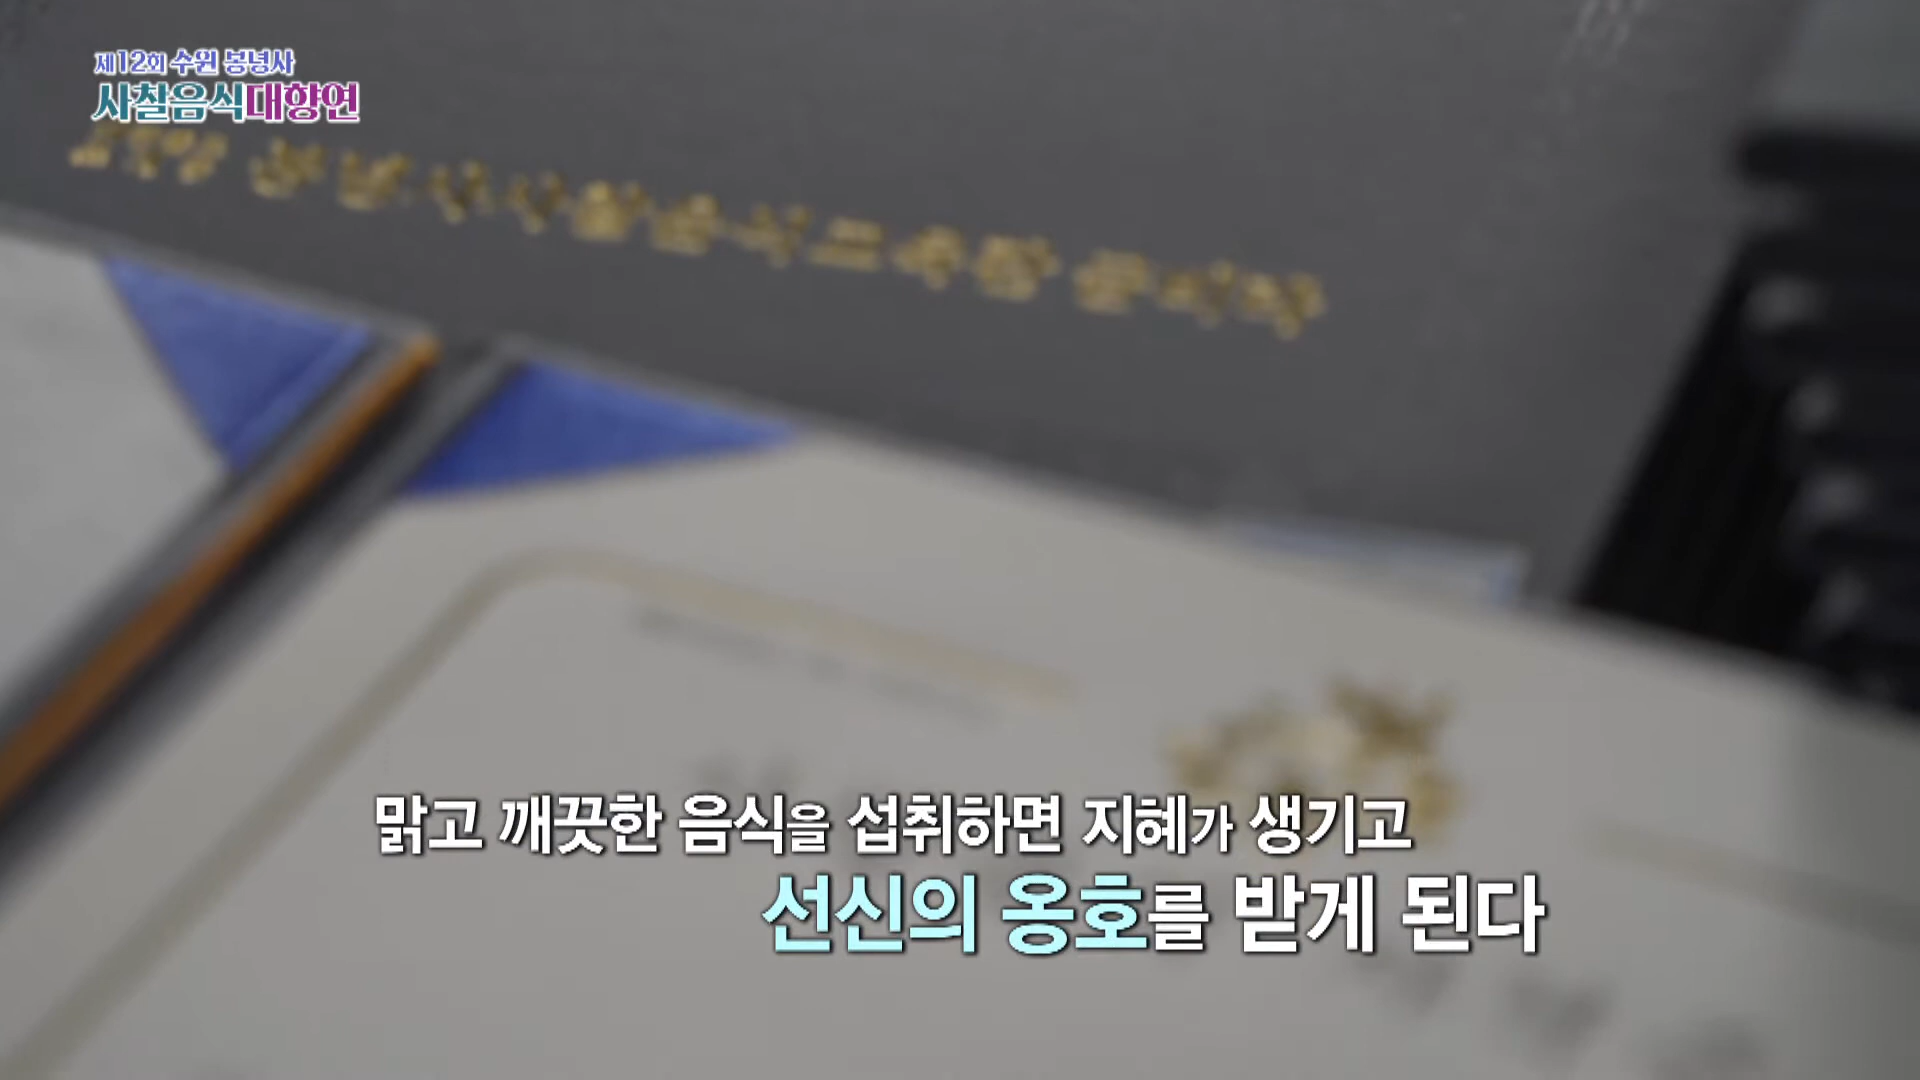 제12회 수원 봉녕사
사찰음식대향연
맑고 깨끗한 음식을 섭취하면 지혜가 생기고
선신의 옹호를 받게 된다